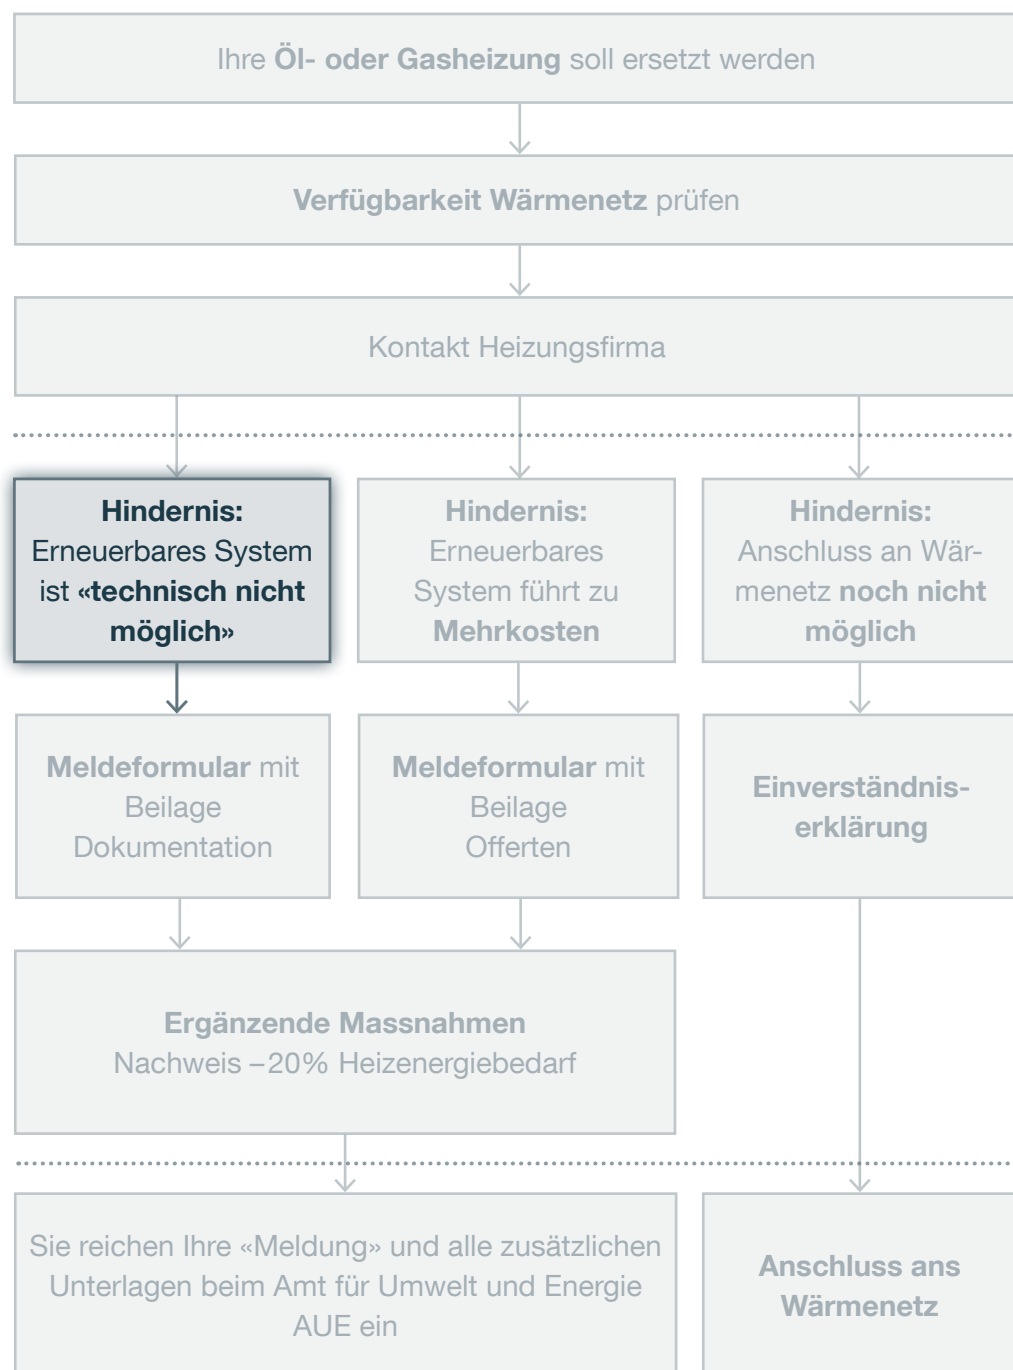 Ihre Öl- oder Gasheizung soll ersetzt werden
Verfügbarkeit Wärmenetz prüfen
Kontakt Heizungsfirma
Hindernis:
Erneuerbares System
ist «technisch nicht
möglich»
Hindernis:
Erneuerbares
System führt zu
Mehrkosten
Hindernis:
Anschluss an Wär-
menetz noch nicht
möglich
Meldeformular mit
Beilage
Dokumentation
Meldeformular mit
Beilage
Offerten
Einverständnis-
erklärung
Ergänzende Massnahmen
Nachweis –20% Heizenergiebedarf
Sie reichen Ihre «Meldung» und alle zusätzlichen
Unterlagen beim Amt für Umwelt und Energie
AUE ein
Anschluss ans
Wärmenetz